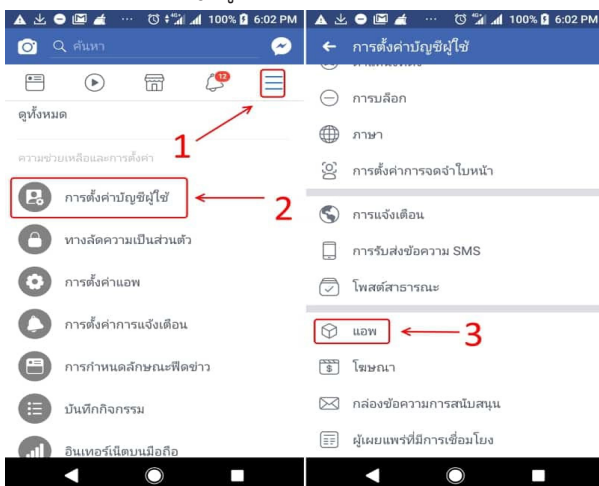 100% 6:02 PM
ค้นหา
12
ดูทั้งหมด
1
ความช่วยเหลือและการตั้งค่า
การตั้งค่าบัญชีผู้ใช้
2
ทางลัดความเป็นส่วนตัว
การตั้งค่าแอพ
การตั้งค่าการแจ้งเตือน
การกำหนดลักษณะฟีดข่าว
บันทึกกิจกรรม
อินเทอร์เน็ตบนมือถือ
100% 6:02 PM
การตั้งค่าบัญชีผู้ใช้
การบล็อก
ภาษา
การตั้งค่าการจดจำใบหน้า
การแจ้งเตือน
การรับส่งข้อความ SMS
โพสต์สาธารณะ
แอพ
3
โฆษณา
กล่องข้อความการสนับสนุน
ผู้เผยแพร่ที่มีการเชื่อมโยง